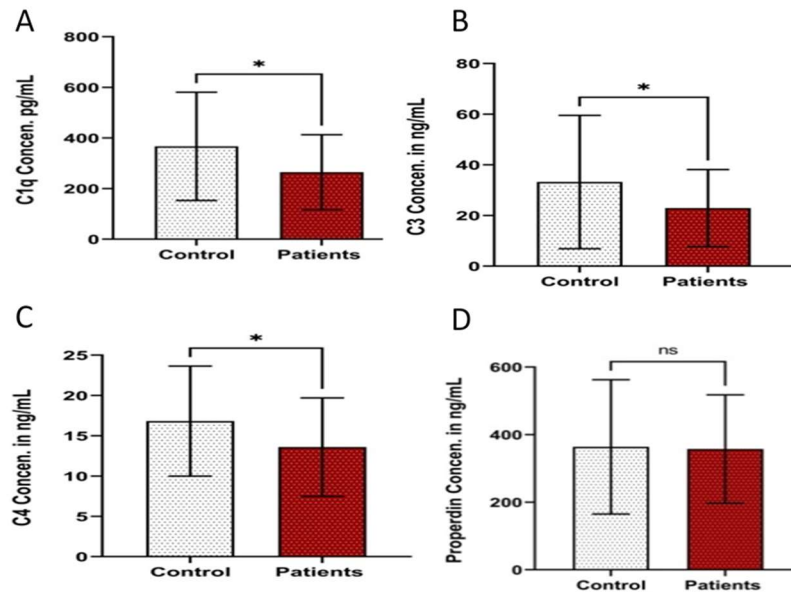 A
C1q Concen. pg/mL
800
600
400
200
0
*
Control
Patients
B
C3 Concen. in ng/mL
80
60
40
20
0
*
Control
Patients
C
C4 Concen. in ng/mL
25
20
15
10
5
0
*
Control
Patients
D
Properdin Concen. in ng/mL
600
400
200
0
ns
Control
Patients